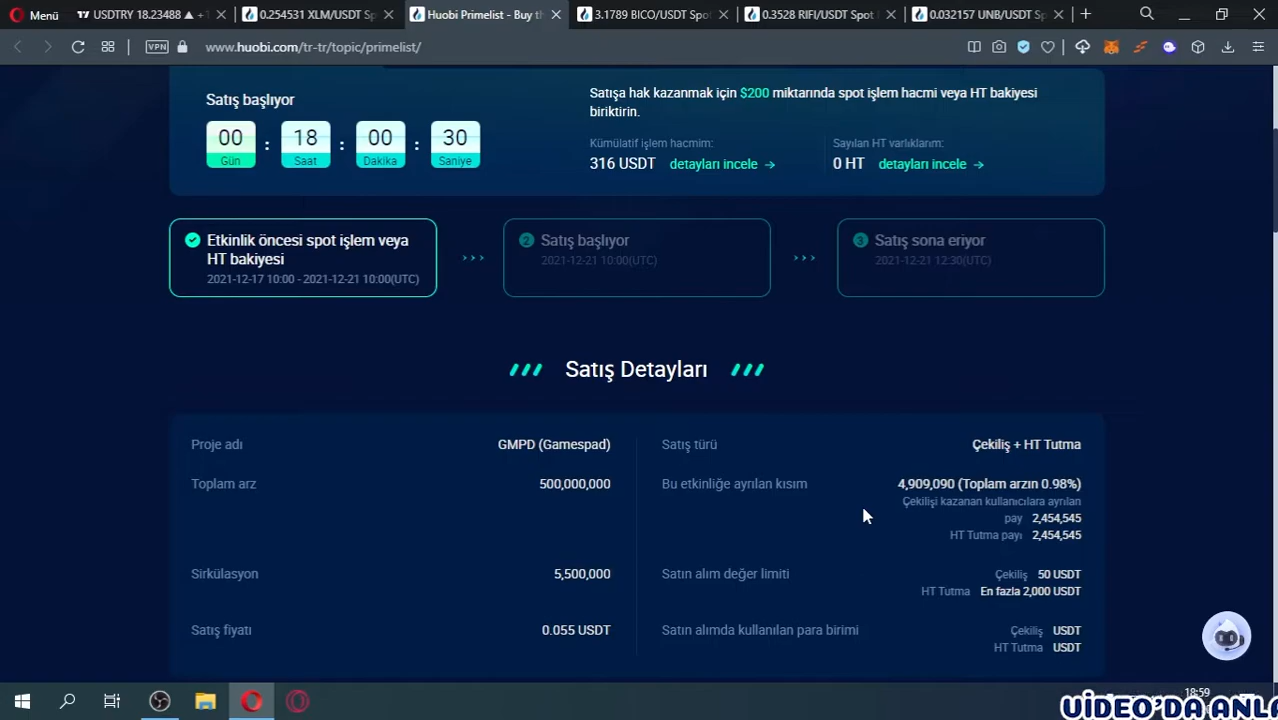 Menü
USDTRY 18.23488 ▲ +1
0.254531 XLM/USDT Sp
Huobi Primelist - Buy th
3.1789 BICO/USDT Spot
0.3528 RIFI/USDT Spot
0.032157 UNB/USDT Sp
VPN
www.huobi.com/tr-tr/topic/primelist/
Satış başlıyor
00 : 18 : 00 : 30
Gün Saat Dakika Saniye
Satışa hak kazanmak için $200 miktarında spot işlem hacmi veya HT bakiyesi
biriktirin.
Kümülatif işlem hacmim:
316 USDT detayları incele →
Sayılan HT varlıklarım:
0 HT detayları incele →
Etkinlik öncesi spot işlem veya
HT bakiyesi
2021-12-17 10:00 - 2021-12-21 10:00(UTC)
2 Satış başlıyor
2021-12-21 10:00(UTC)
3 Satış sona eriyor
2021-12-21 12:30(UTC)
Satış Detayları
Proje adı GMPD (Gamespad)
Toplam arz 500,000,000
Sirkülasyon 5,500,000
Satış fiyatı 0.055 USDT
Satış türü Çekiliş + HT Tutma
Bu etkinliğe ayrılan kısım 4,909,090 (Toplam arzın 0.98%)
Çekilişi kazanan kullanıcılara ayrılan
pay 2,454,545
HT Tutma payı 2,454,545
Satın alım değer limiti Çekiliş 50 USDT
HT Tutma En fazla 2,000 USDT
Satın alımda kullanılan para birimi Çekiliş USDT
HT Tutma USDT
18:59
VİDEO'DA ANLA